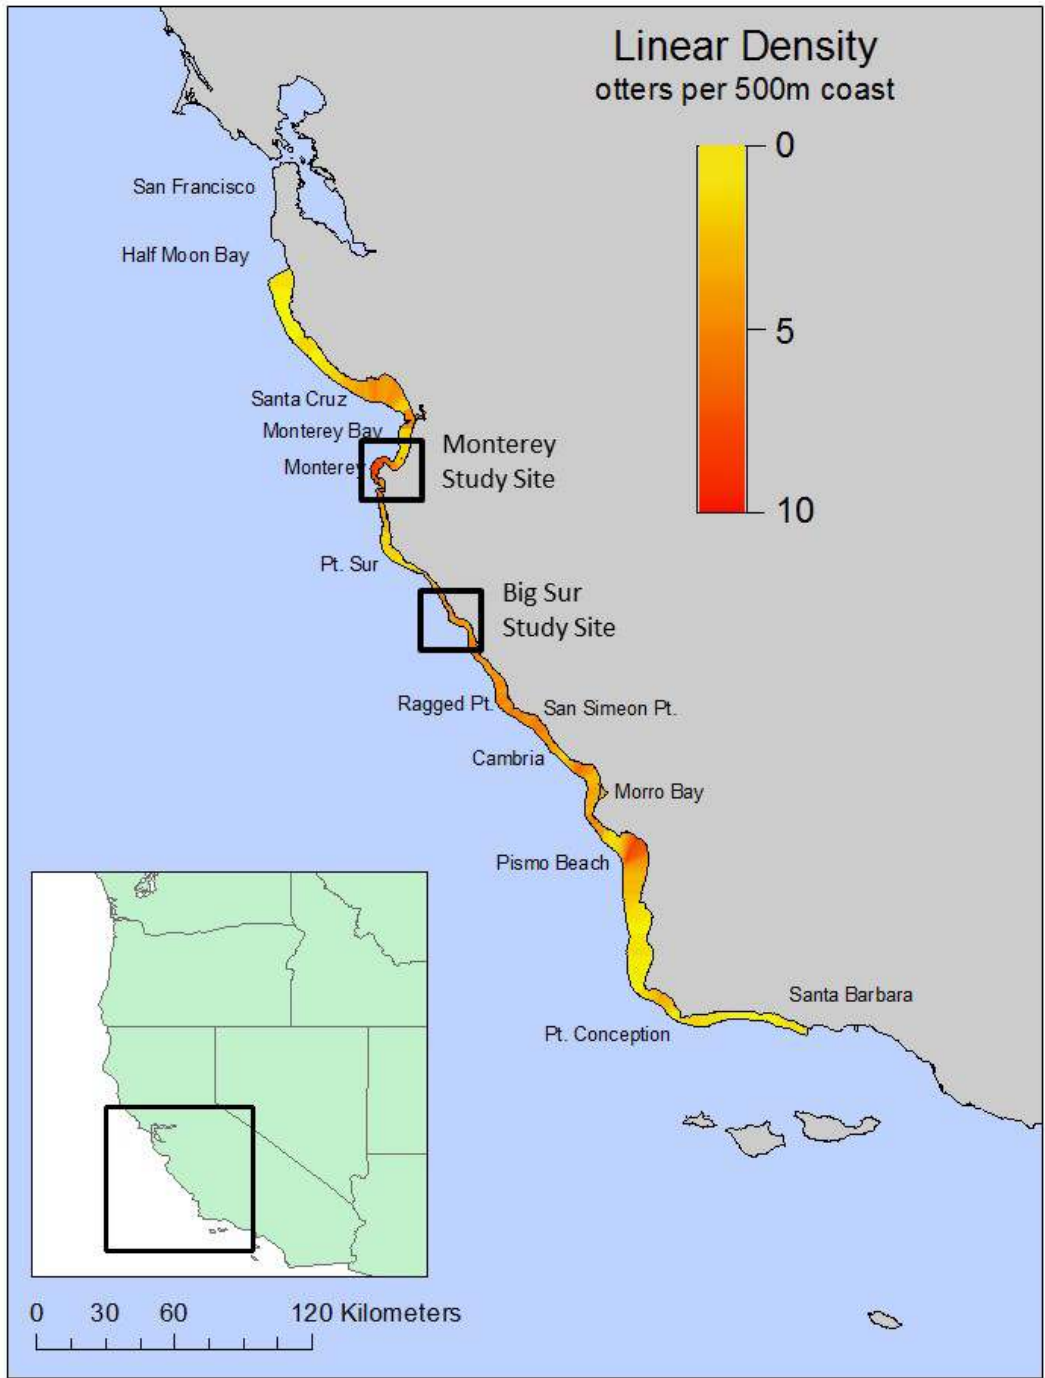 Linear Density
otters per 500m coast
0
5
10
San Francisco
Half Moon Bay
Santa Cruz
Monterey Bay
Monterey
Monterey
Study Site
Pt. Sur
Big Sur
Study Site
Ragged Pt.
San Simeon Pt.
Cambria
Morro Bay
Pismo Beach
Santa Barbara
Pt. Conception
0 30 60 120 Kilometers